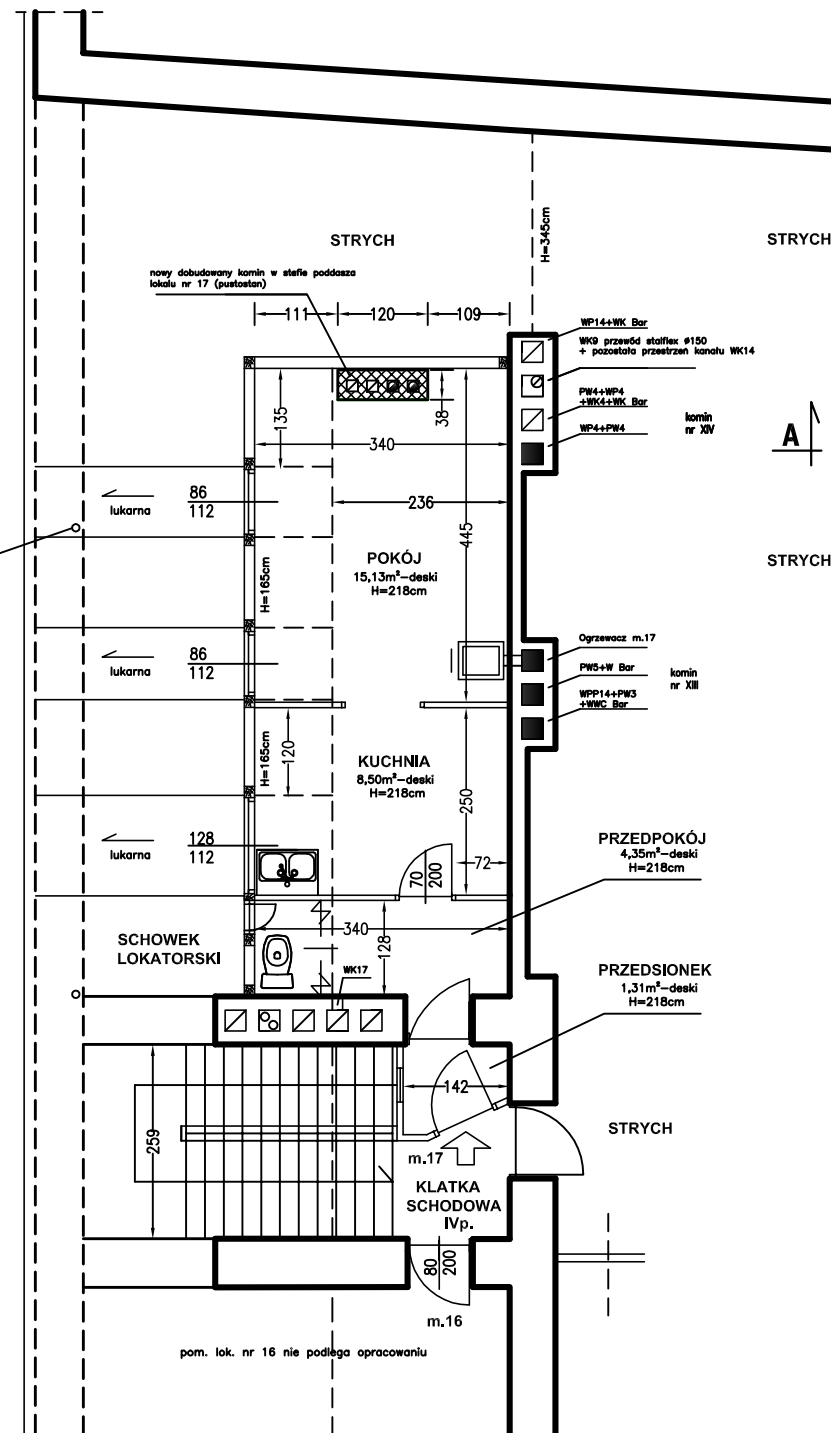 STRYCH
H=345cm
STRYCH
nowy dobudowany komin w stefie poddasza
lokalu nr 17 (pustostan)
111
120
109
WP14+WK Bar
WK9 przewód stalflex ø150
+ pozostała przestrzeń kanału WK14
PW4+WP4
+WK4+WK Bar
WP4+PW4
komin
nr XIV
A
135
38
340
236
445
86
112
lukarna
H=165cm
POKÓJ
15,13m²-deski
H=218cm
STRYCH
86
112
lukarna
Ogrzewacz m.17
PW5+W Bar
WPP14+PW3
+WWC Bar
komin
nr XIII
H=165cm
120
KUCHNIA
8,50m²-deski
H=218cm
250
128
112
lukarna
70
200
72
PRZEDPOKÓJ
4,35m²-deski
H=218cm
SCHOWEK
LOKATORSKI
340
128
WK17
PRZEDSIONEK
1,31m²-deski
H=218cm
142
259
STRYCH
m.17
KLATKA
SCHODOWA
IVp.
80
200
m.16
pom. lok. nr 16 nie podlega opracowaniu